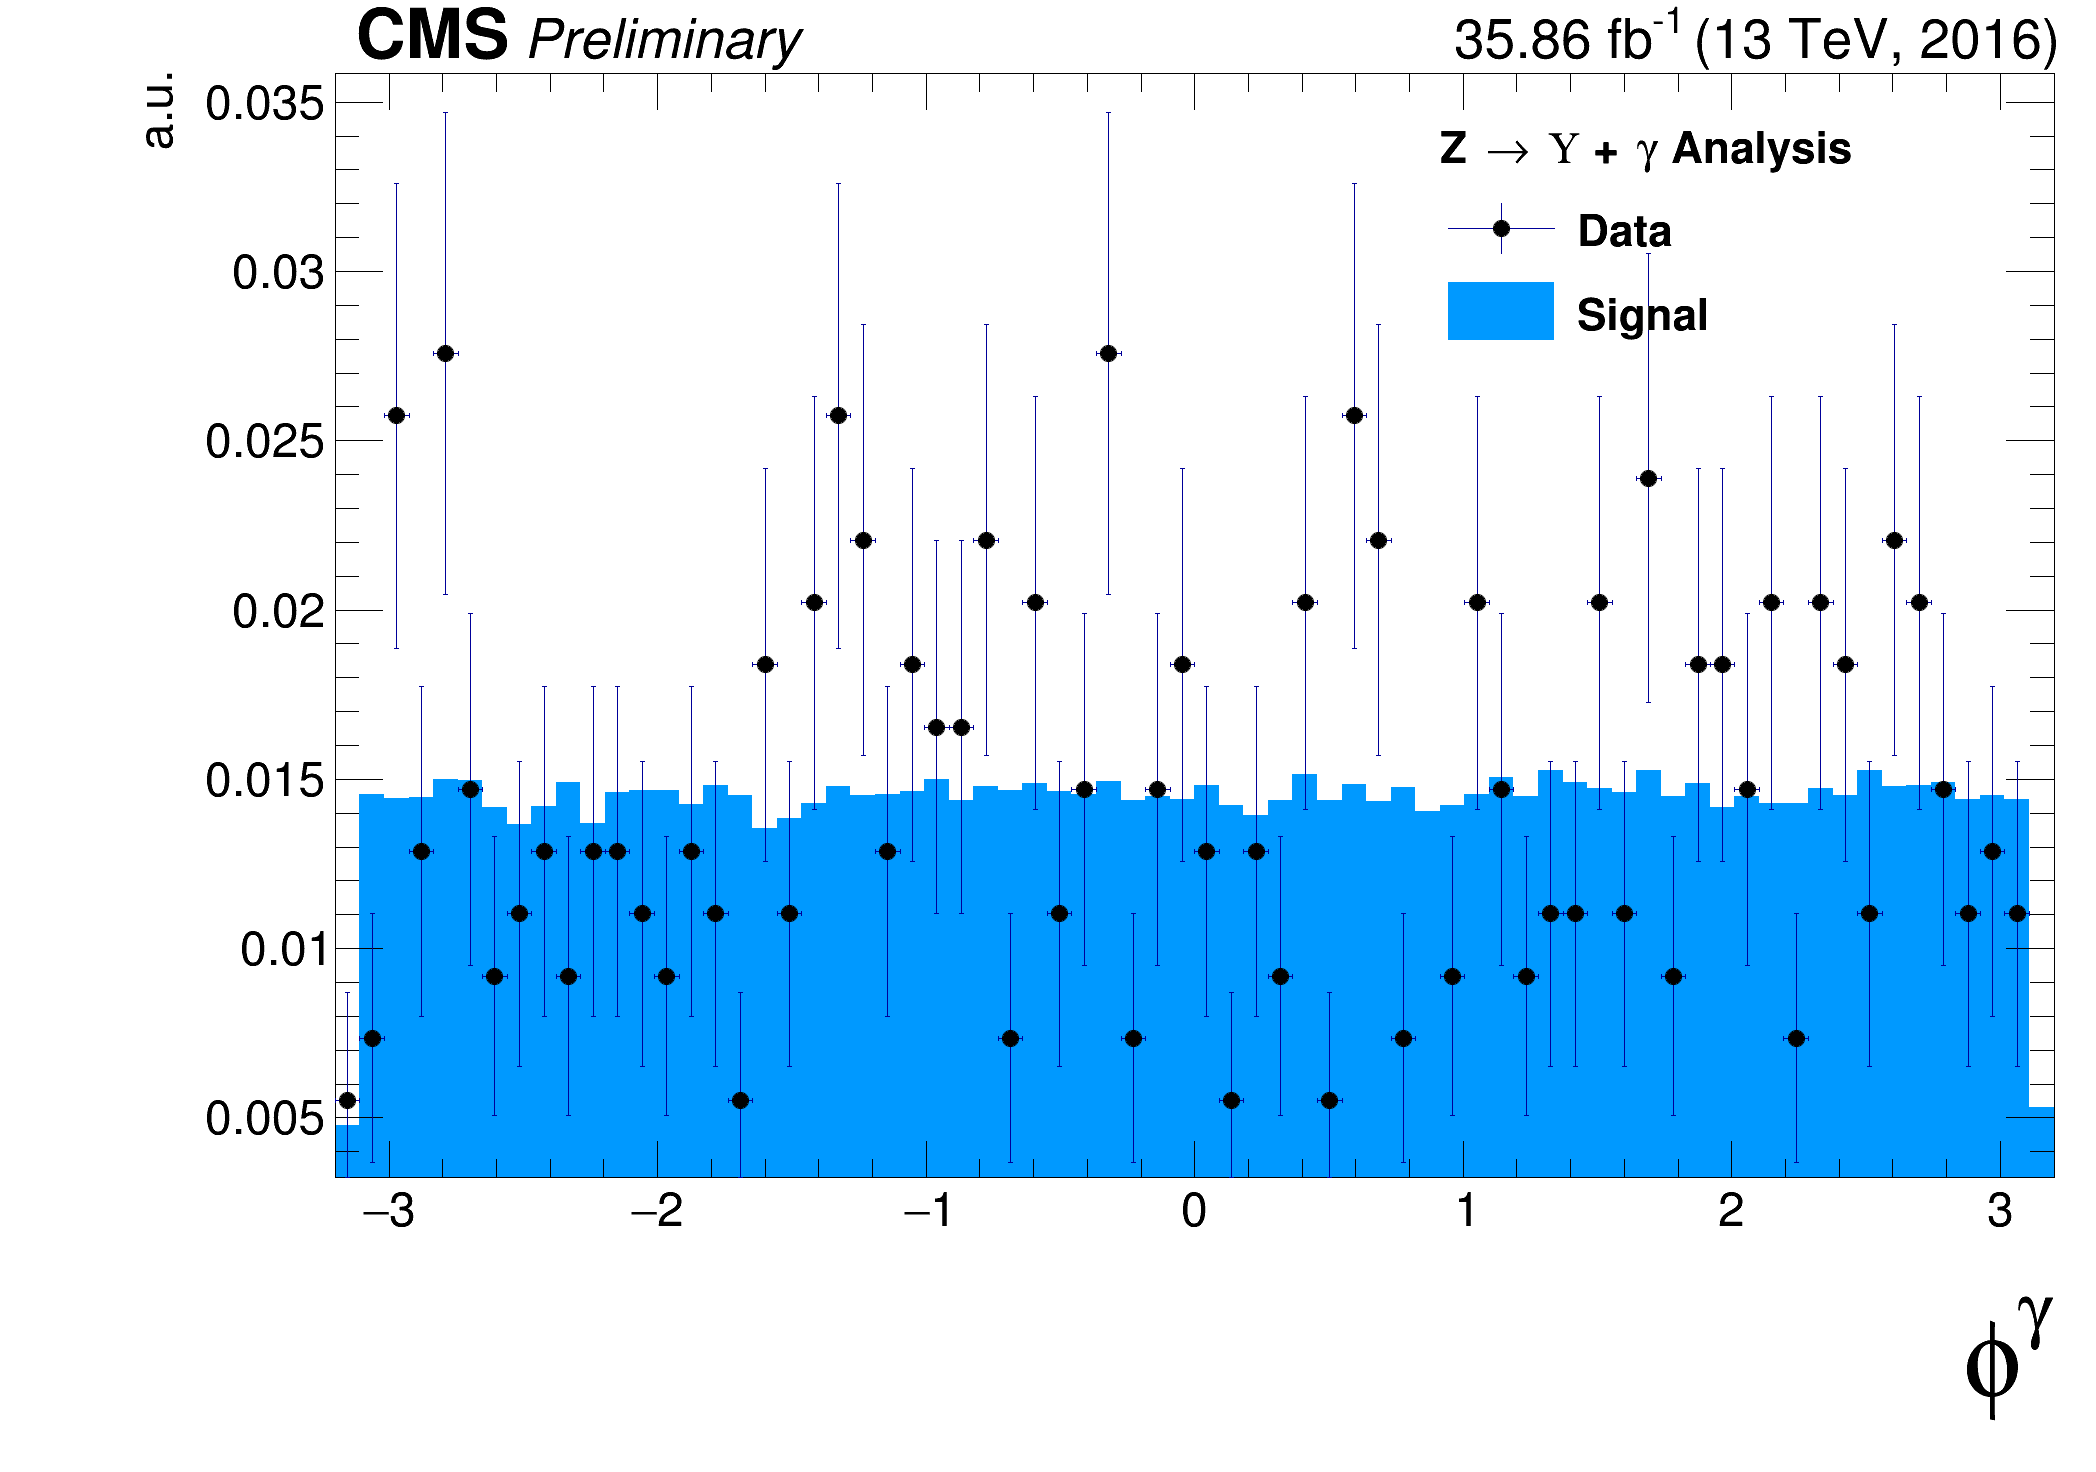 CMS Preliminary 35.86 fb⁻¹ (13 TeV, 2016)
a.u.
0.035
0.03
0.025
0.02
0.015
0.01
0.005
Z → Υ + γ Analysis
Data
Signal
−3 −2 −1 0 1 2 3
ϕ^γ